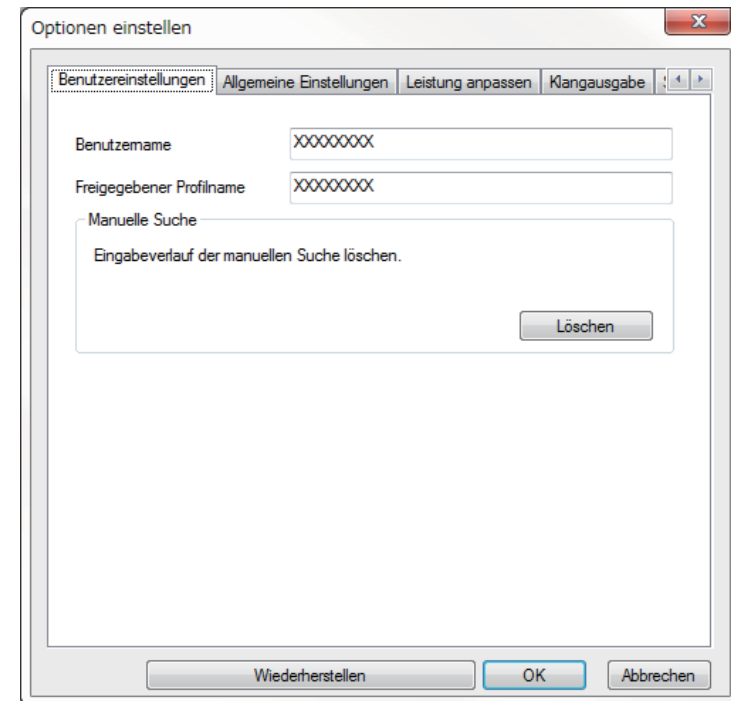 Optionen einstellen
Benutzereinstellungen Allgemeine Einstellungen Leistung anpassen Klangausgabe
Benutzername XXXXXXXX
Freigegebener Profilname XXXXXXXX
Manuelle Suche
Eingabeverlauf der manuellen Suche löschen.
Löschen
Wiederherstellen OK Abbrechen